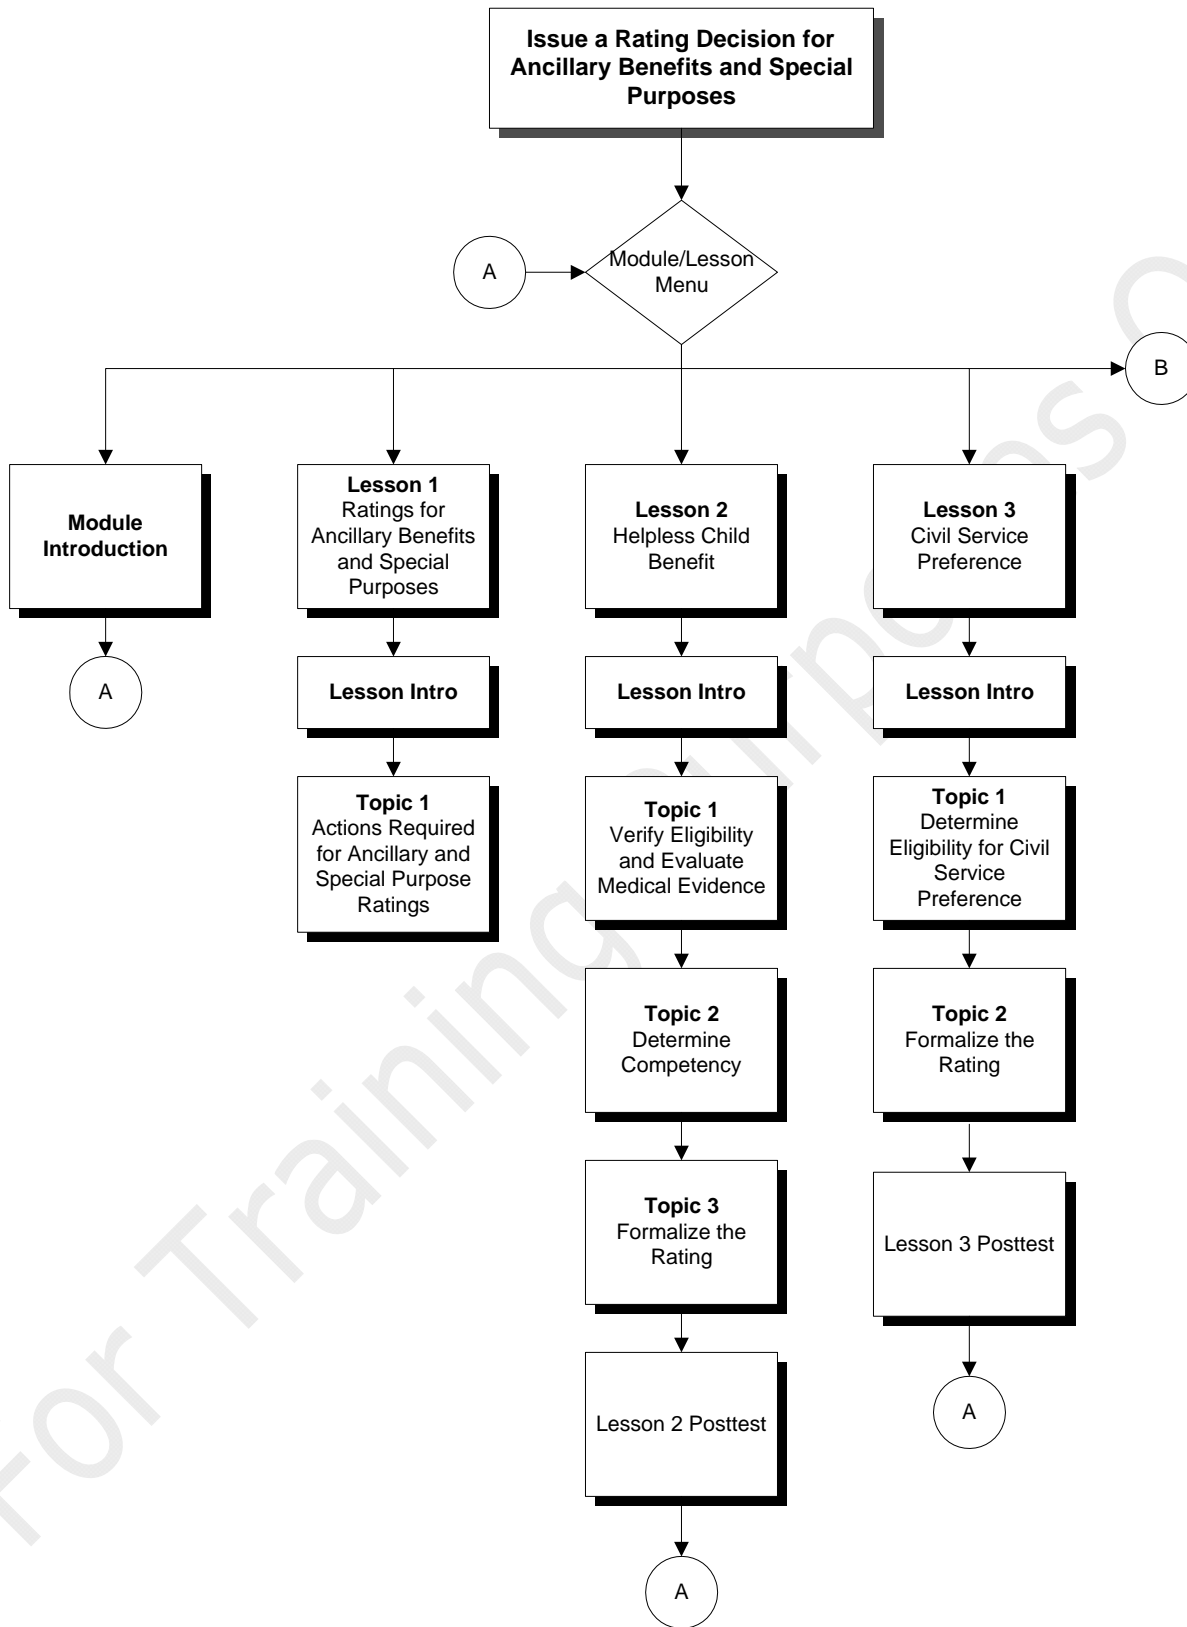 Issue a Rating Decision for
Ancillary Benefits and Special
Purposes
A
Module/Lesson
Menu
B
Module
Introduction
A
Lesson 1
Ratings for
Ancillary Benefits
and Special
Purposes
Lesson Intro
Topic 1
Actions Required
for Ancillary and
Special Purpose
Ratings
Lesson 2
Helpless Child
Benefit
Lesson Intro
Topic 1
Verify Eligibility
and Evaluate
Medical Evidence
Topic 2
Determine
Competency
Topic 3
Formalize the
Rating
Lesson 2 Posttest
A
Lesson 3
Civil Service
Preference
Lesson Intro
Topic 1
Determine
Eligibility for Civil
Service
Preference
Topic 2
Formalize the
Rating
Lesson 3 Posttest
A
For Training Purposes O